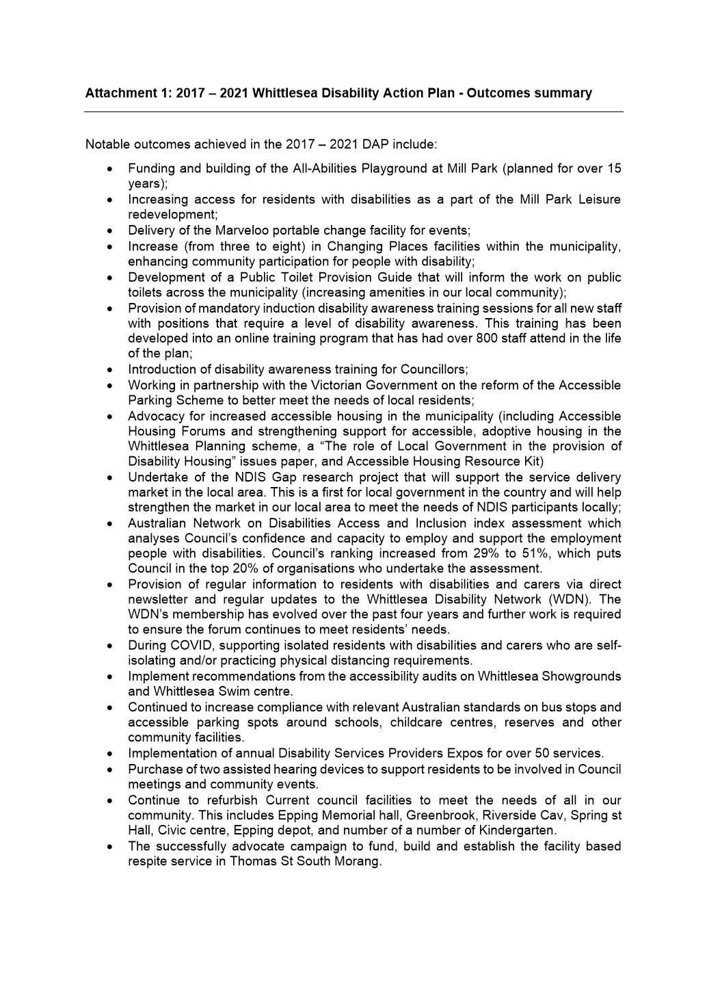 Attachment 1: 2017 – 2021 Whittlesea Disability Action Plan - Outcomes summary
Notable outcomes achieved in the 2017 – 2021 DAP include:
• Funding and building of the All-Abilities Playground at Mill Park (planned for over 15
years);
• Increasing access for residents with disabilities as a part of the Mill Park Leisure
redevelopment;
• Delivery of the Marveloo portable change facility for events;
• Increase (from three to eight) in Changing Places facilities within the municipality,
enhancing community participation for people with disability;
• Development of a Public Toilet Provision Guide that will inform the work on public
toilets across the municipality (increasing amenities in our local community);
• Provision of mandatory induction disability awareness training sessions for all new staff
with positions that require a level of disability awareness. This training has been
developed into an online training program that has had over 800 staff attend in the life
of the plan;
• Introduction of disability awareness training for Councillors;
• Working in partnership with the Victorian Government on the reform of the Accessible
Parking Scheme to better meet the needs of local residents;
• Advocacy for increased accessible housing in the municipality (including Accessible
Housing Forums and strengthening support for accessible, adoptive housing in the
Whittlesea Planning scheme, a “The role of Local Government in the provision of
Disability Housing” issues paper, and Accessible Housing Resource Kit)
• Undertake of the NDIS Gap research project that will support the service delivery
market in the local area. This is a first for local government in the country and will help
strengthen the market in our local area to meet the needs of NDIS participants locally;
• Australian Network on Disabilities Access and Inclusion index assessment which
analyses Council’s confidence and capacity to employ and support the employment
people with disabilities. Council’s ranking increased from 29% to 51%, which puts
Council in the top 20% of organisations who undertake the assessment.
• Provision of regular information to residents with disabilities and carers via direct
newsletter and regular updates to the Whittlesea Disability Network (WDN). The
WDN’s membership has evolved over the past four years and further work is required
to ensure the forum continues to meet residents’ needs.
• During COVID, supporting isolated residents with disabilities and carers who are self-
isolating and/or practicing physical distancing requirements.
• Implement recommendations from the accessibility audits on Whittlesea Showgrounds
and Whittlesea Swim centre.
• Continued to increase compliance with relevant Australian standards on bus stops and
accessible parking spots around schools, childcare centres, reserves and other
community facilities.
• Implementation of annual Disability Services Providers Expos for over 50 services.
• Purchase of two assisted hearing devices to support residents to be involved in Council
meetings and community events.
• Continue to refurbish Current council facilities to meet the needs of all in our
community. This includes Epping Memorial hall, Greenbrook, Riverside Cav, Spring st
Hall, Civic centre, Epping depot, and number of a number of Kindergarten.
• The successfully advocate campaign to fund, build and establish the facility based
respite service in Thomas St South Morang.